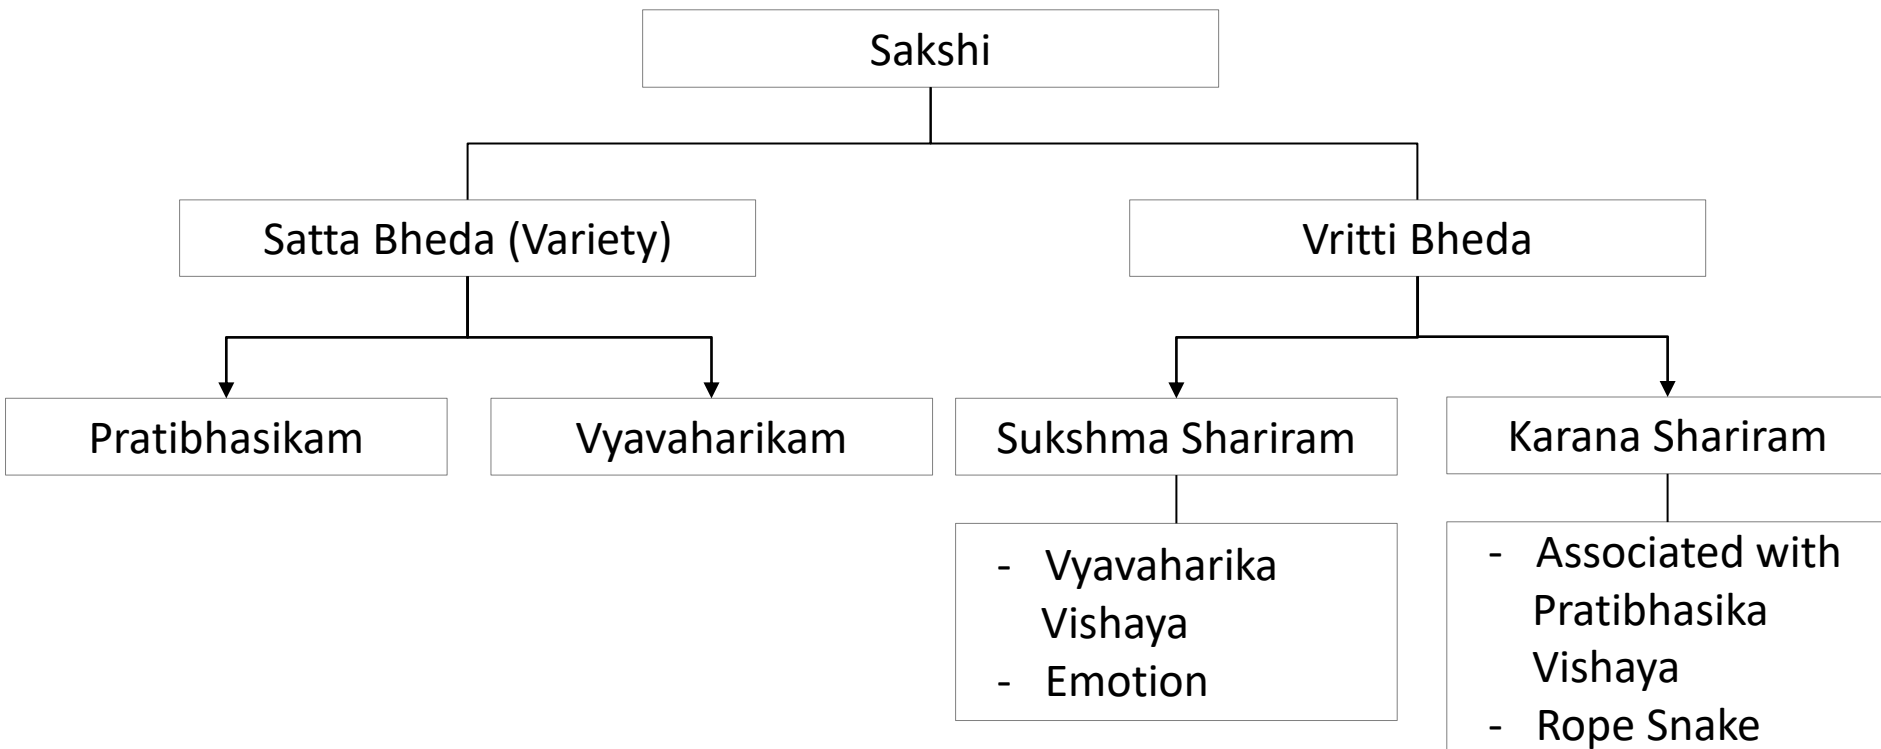 Sakshi
Satta Bheda (Variety)
Vritti Bheda
Pratibhasikam
Vyavaharikam
Sukshma Shariram
Karana Shariram
- Vyavaharika
Vishaya
- Emotion
- Associated with
Pratibhasika
Vishaya
- Rope Snake